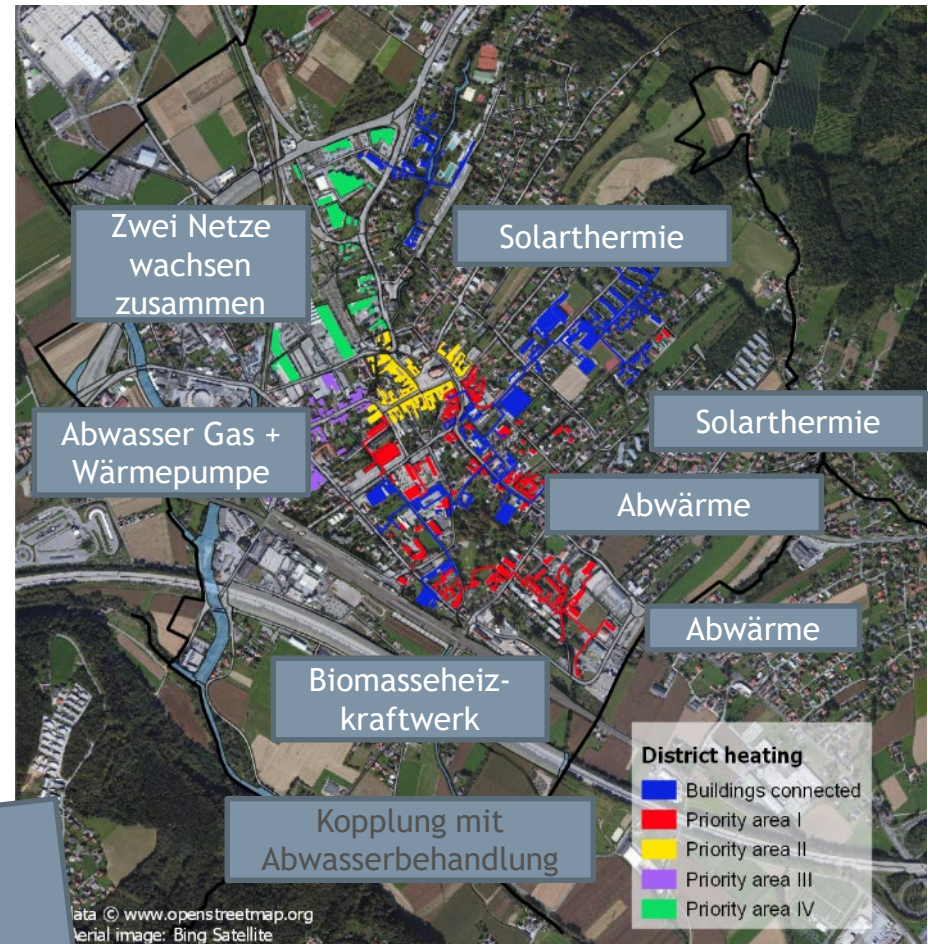 Zwei Netze
wachsen
zusammen
Solarthermie
Abwasser Gas +
Wärmepumpe
Solarthermie
Abwärme
Abwärme
Biomasseheiz-
kraftwerk
Kopplung mit
Abwasserbehandlung
District heating
Buildings connected
Priority area I
Priority area II
Priority area III
Priority area IV
ata © www.openstreetmap.org
Aerial image: Bing Satellite